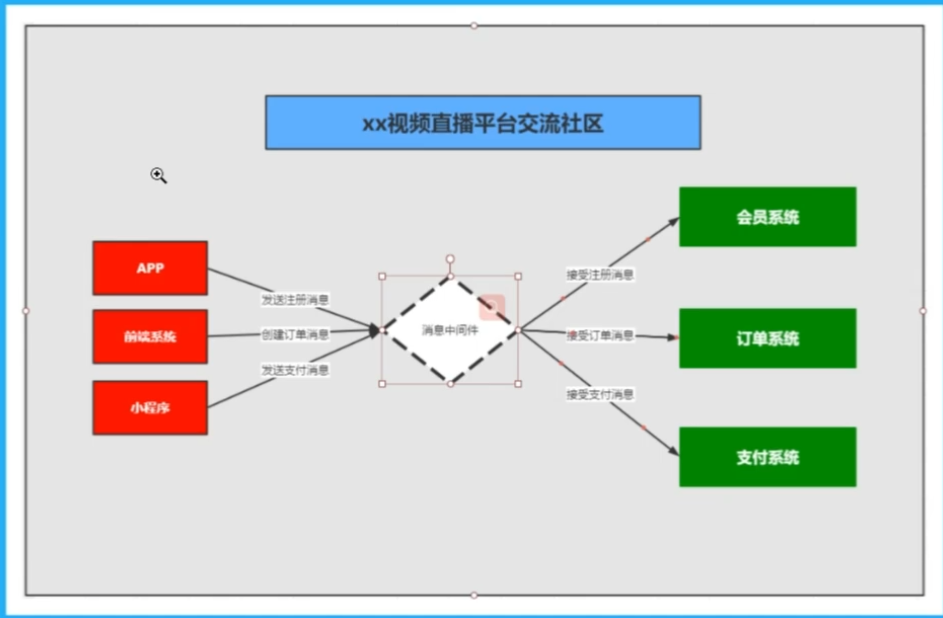 xx视频直播平台交流社区
会员系统
APP
接受注册消息
发送注册消息
前端系统
创建订单消息
消息中间件
接受订单消息
订单系统
发送支付消息
小程序
接受支付消息
支付系统